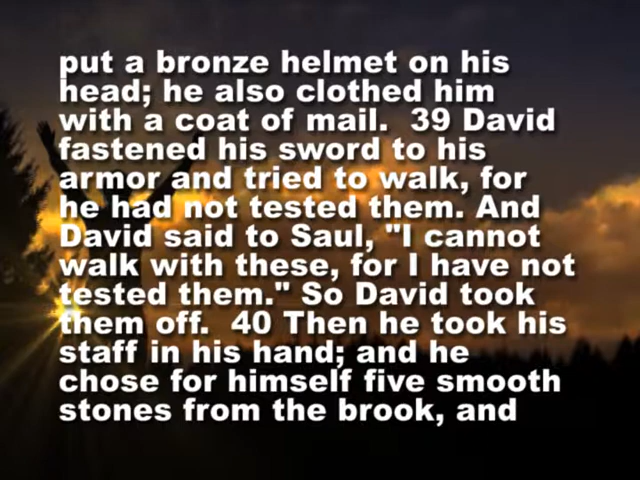 put a bronze helmet on his
head; he also clothed him
with a coat of mail.  39 David
fastened his sword to his
armor and tried to walk, for
he had not tested them. And
David said to Saul, "I cannot
walk with these, for I have not
tested them." So David took
them off.  40 Then he took his
staff in his hand; and he
chose for himself five smooth
stones from the brook, and